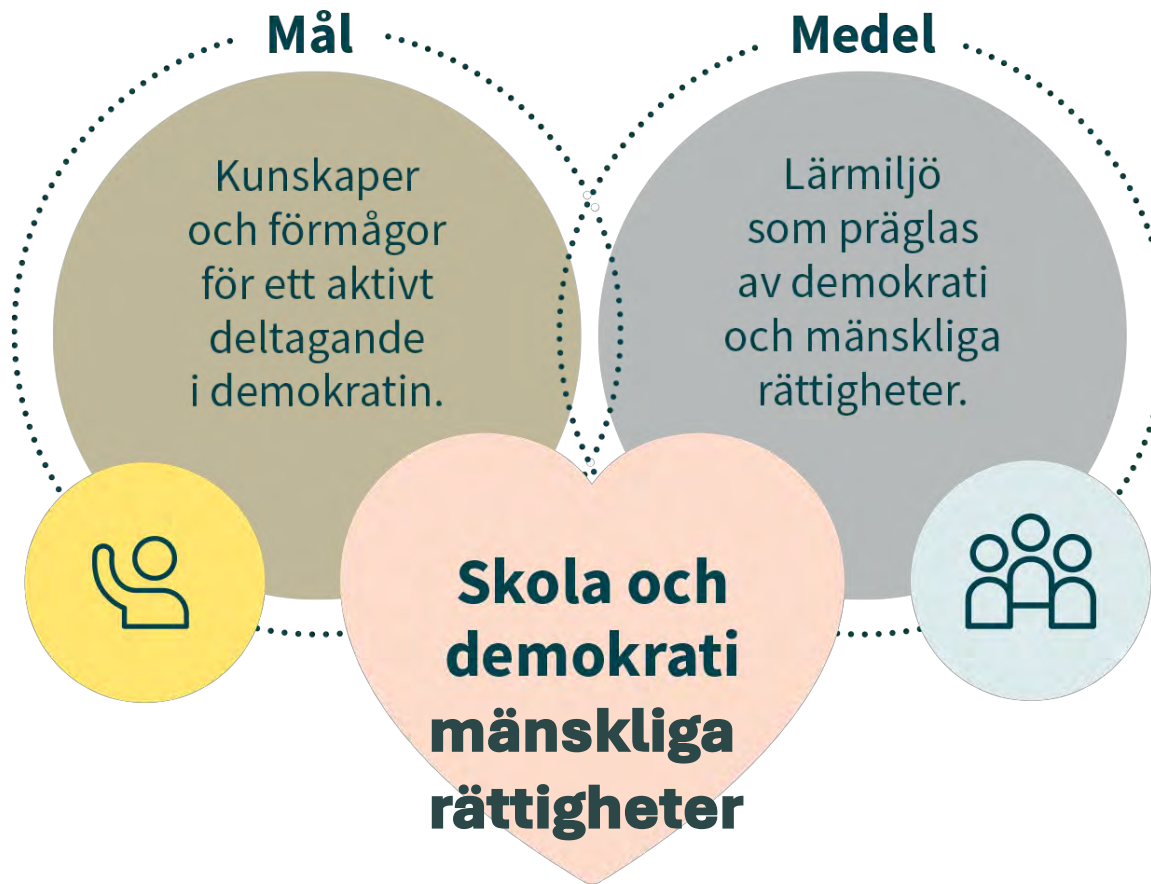 Mål
Kunskaper
och förmågor
för ett aktivt
deltagande
i demokratin.
Medel
Lärmiljö
som präglas
av demokrati
och mänskliga
rättigheter.
Skola och
demokrati
mänskliga
rättigheter